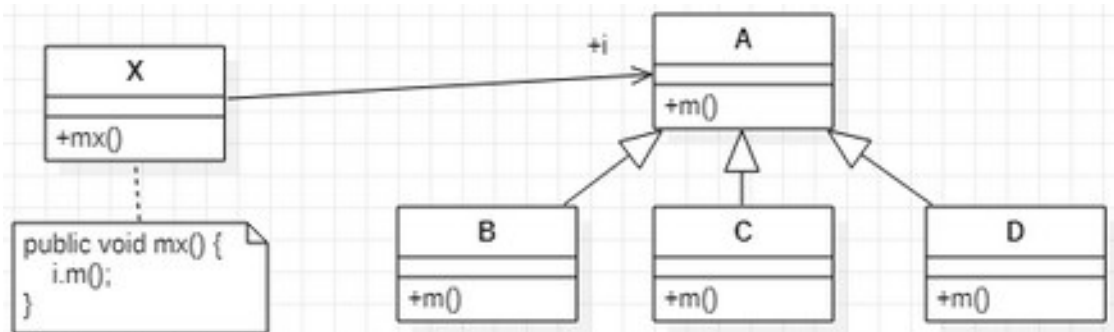 X
+mx()
public void mx() {
i.m();
}
+i
A
+m()
B
+m()
C
+m()
D
+m()